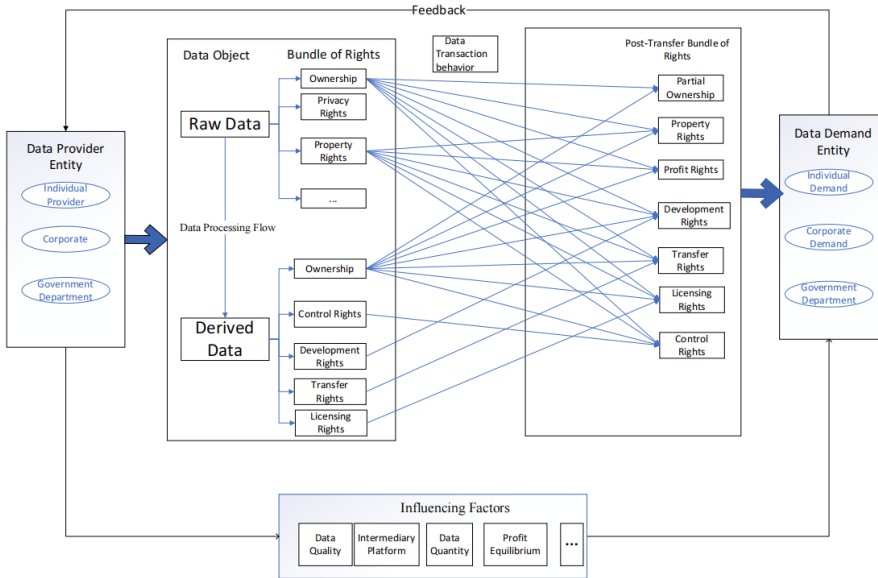 Feedback
Data Provider
Entity
Individual
Provider
Corporate
Government
Department
Data Object
Bundle of Rights
Raw Data
Ownership
Privacy
Rights
Property
Rights
...
Data Processing Flow
Derived
Data
Ownership
Control Rights
Development
Rights
Transfer
Rights
Licensing
Rights
Data
Transaction
behavior
Post-Transfer Bundle of
Rights
Partial
Ownership
Property
Rights
Profit Rights
Development
Rights
Transfer
Rights
Licensing
Rights
Control
Rights
Data Demand
Entity
Individual
Demand
Corporate
Demand
Government
Department
Influencing Factors
Data
Quality
Intermediary
Platform
Data
Quantity
Profit
Equilibrium
...